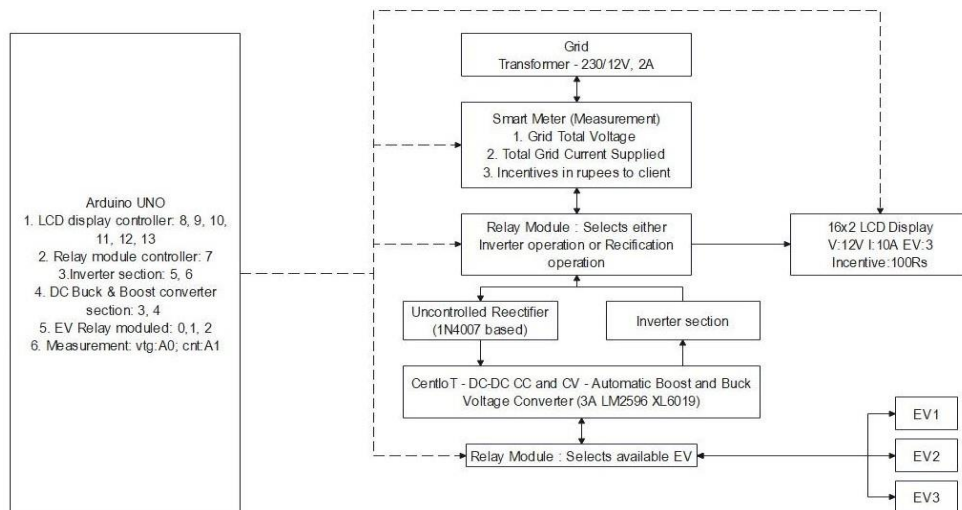 Arduino UNO
1. LCD display controller: 8, 9, 10,
11, 12, 13
2. Relay module controller: 7
3.Inverter section: 5, 6
4. DC Buck & Boost converter
section: 3, 4
5. EV Relay moduled: 0,1, 2
6. Measurement: vtg:A0; cnt:A1
Grid
Transformer - 230/12V, 2A
Smart Meter (Measurement)
1. Grid Total Voltage
2. Total Grid Current Supplied
3. Incentives in rupees to client
Relay Module : Selects either
Inverter operation or Recification
operation
16x2 LCD Display
V:12V I:10A EV:3
Incentive:100Rs
Uncontrolled Reectifier
(1N4007 based)
Inverter section
CentIoT - DC-DC CC and CV - Automatic Boost and Buck
Voltage Converter (3A LM2596 XL6019)
Relay Module : Selects available EV
EV1
EV2
EV3